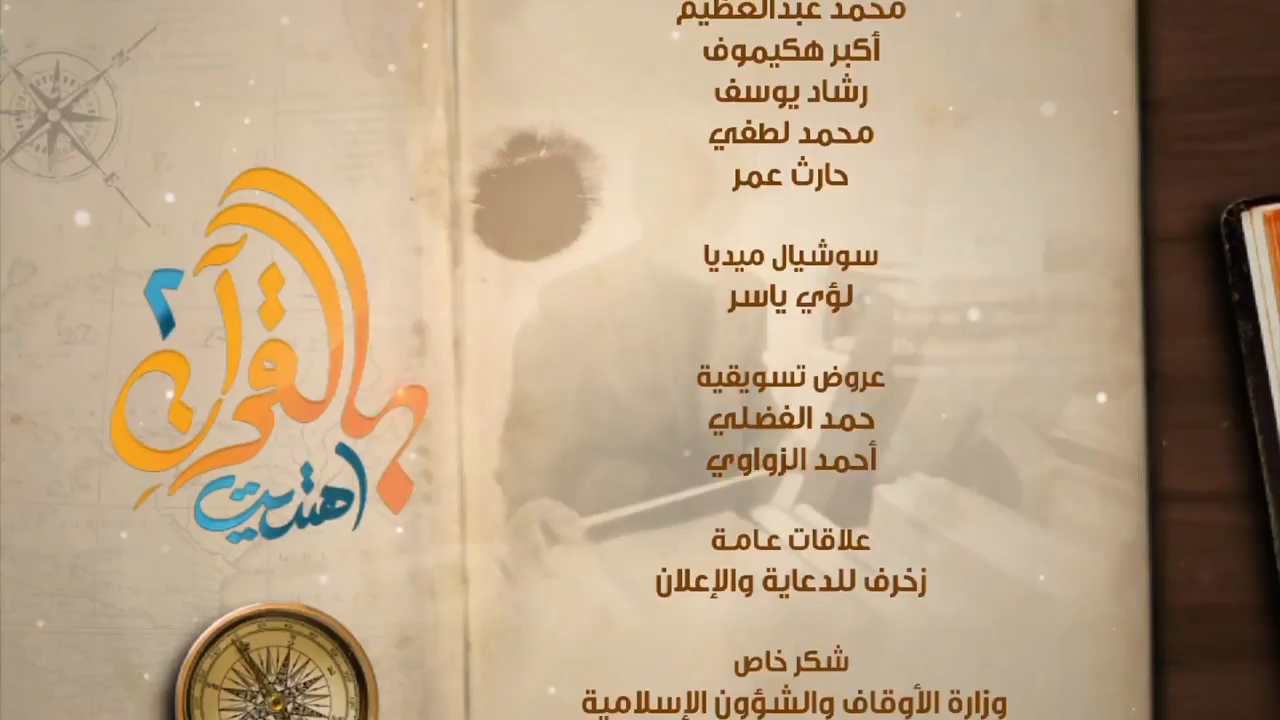 محمد عبدالعظيم
أكبر هكيموف
رشاد يوسف
محمد لطفي
حارث عمر
سوشيال ميديا
لؤي ياسر
عروض تسويقية
حمد الفضلي
أحمد الزواوي
علاقات عامة
زخرف للدعاية والإعلان
شكر خاص
وزارة الأوقاف والشؤون الإسلامية
بالقرآن
اهتديت
٢
N
E